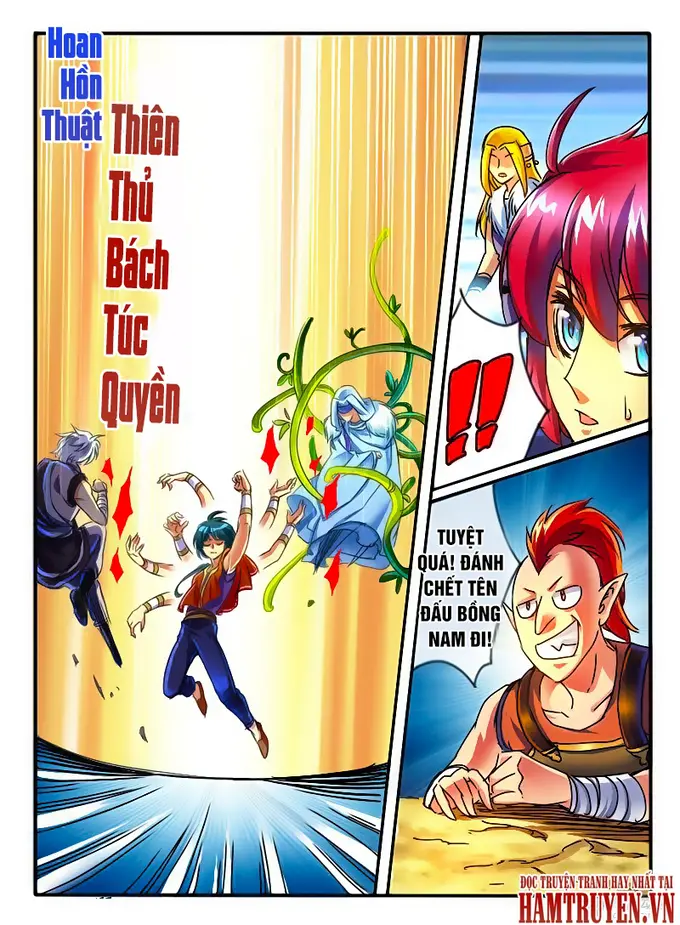 Hoan
Hồn
Thuật
Thiên
Thủ
Bách
Túc
Quyền
!!
TUYỆT
QUÁ! ĐÁNH
CHẾT TÊN
ĐẤU BỒNG
NAM ĐI!
ĐỌC TRUYỆN TRANH HAY NHẤT TẠI
HAMTRUYEN.VN